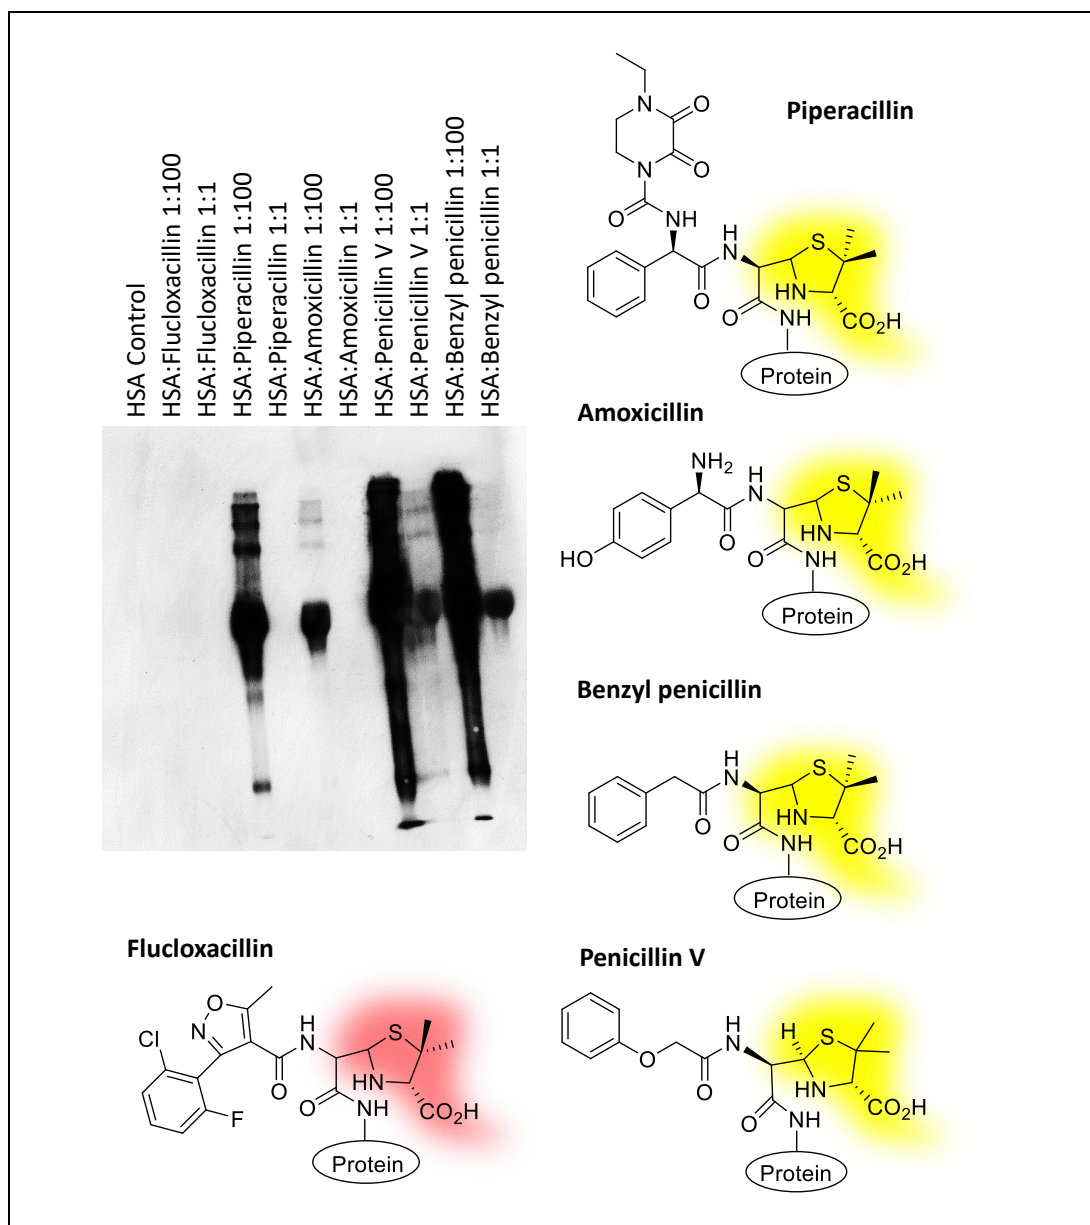 HSA Control
HSA:Flucloxacillin 1:100
HSA:Flucloxacillin 1:1
HSA:Piperacillin 1:100
HSA:Piperacillin 1:1
HSA:Amoxicillin 1:100
HSA:Amoxicillin 1:1
HSA:Penicillin V 1:100
HSA:Penicillin V 1:1
HSA:Benzyl penicillin 1:100
HSA:Benzyl penicillin 1:1
Piperacillin
N
O
N
O
O
NH
H
N
S
O
O
HN
NH
CO2H
Protein
Amoxicillin
NH2
H
N
S
HO
O
O
HN
NH
CO2H
Protein
Benzyl penicillin
H
N
S
O
O
HN
NH
CO2H
Protein
Flucloxacillin
O
N
Cl
F
H
N
S
O
O
HN
NH
CO2H
Protein
Penicillin V
O
H
N
H
S
O
O
HN
NH
CO2H
Protein